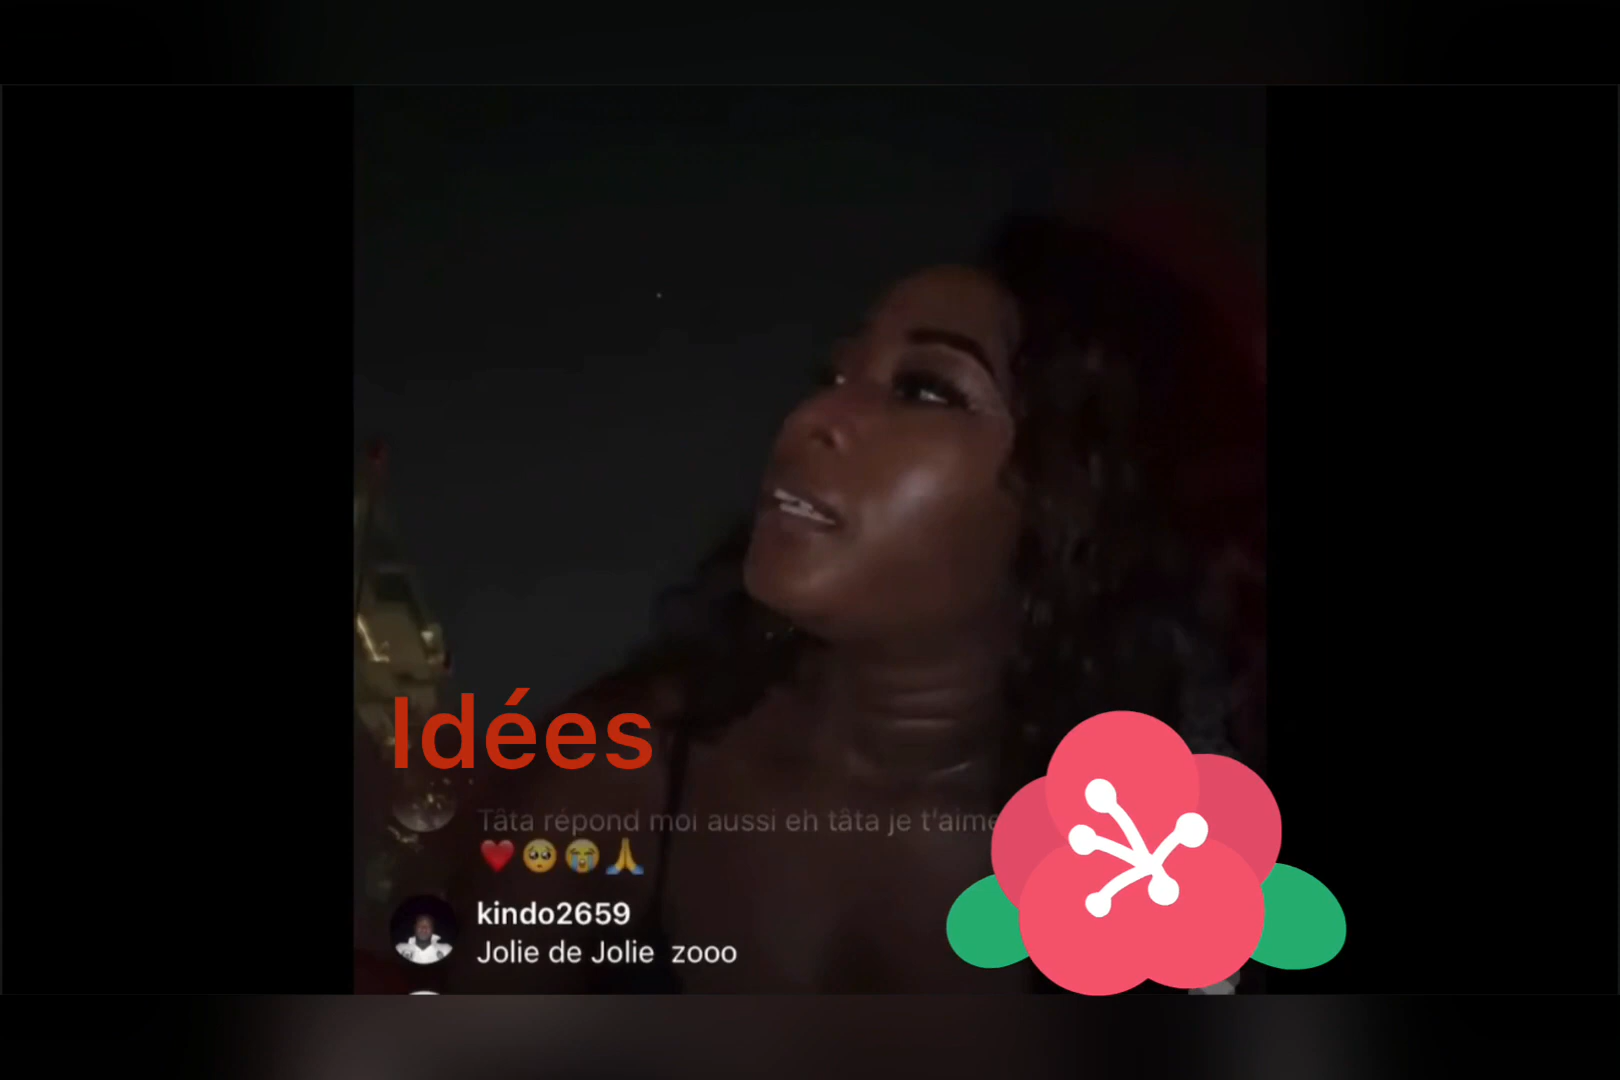 Idées
Tâta répond moi aussi eh tâta je t'aime
❤️🥺😭🙏
kindo2659
Jolie de Jolie zooo